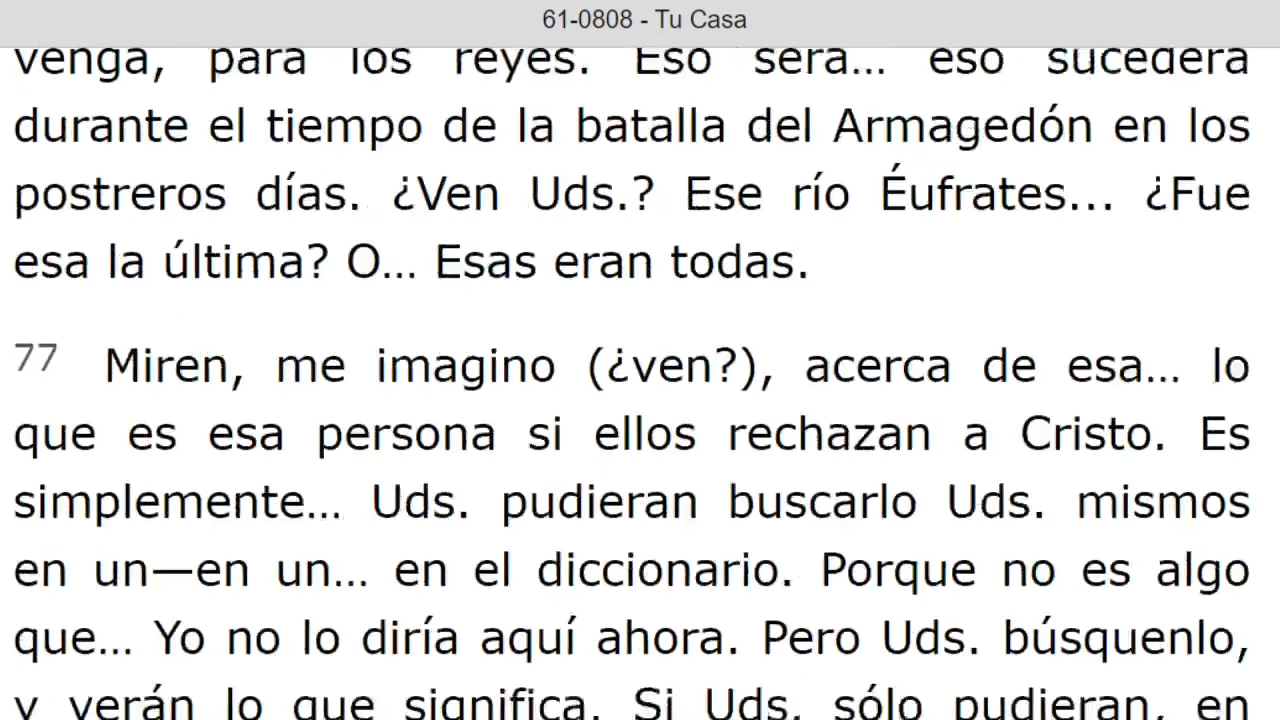 61-0808 - Tu Casa
venga, para los reyes. Eso será... eso sucederá
durante el tiempo de la batalla del Armagedón en los
postreros días. ¿Ven Uds.? Ese río Éufrates... ¿Fue
esa la última? O... Esas eran todas.
77 Miren, me imagino (¿ven?), acerca de esa... lo
que es esa persona si ellos rechazan a Cristo. Es
simplemente... Uds. pudieran buscarlo Uds. mismos
en un—en un... en el diccionario. Porque no es algo
que... Yo no lo diría aquí ahora. Pero Uds. búsquenlo,
y verán lo que significa. Si Uds. sólo pudieran, en